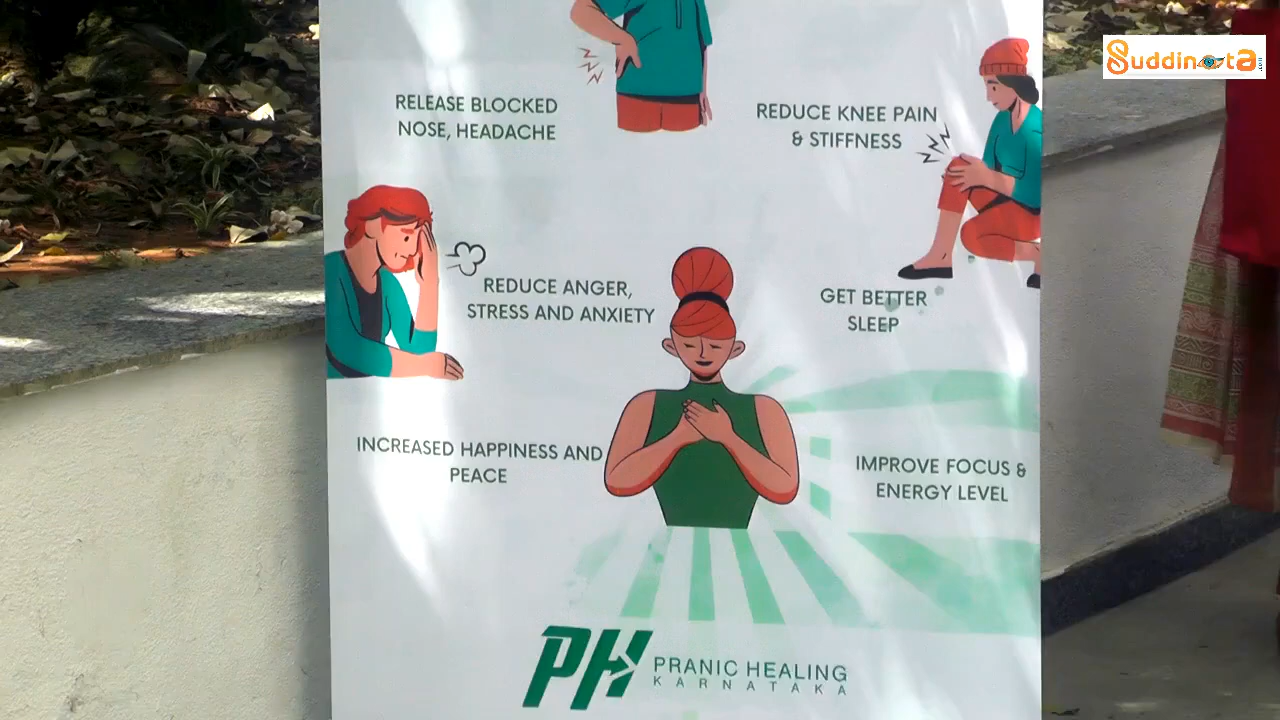 Suddinota.com
RELEASE BLOCKED
NOSE, HEADACHE
REDUCE KNEE PAIN
& STIFFNESS
REDUCE ANGER,
STRESS AND ANXIETY
GET BETTER
SLEEP
INCREASED HAPPINESS AND
PEACE
IMPROVE FOCUS &
ENERGY LEVEL
PH
PRANIC HEALING
KARNATAKA